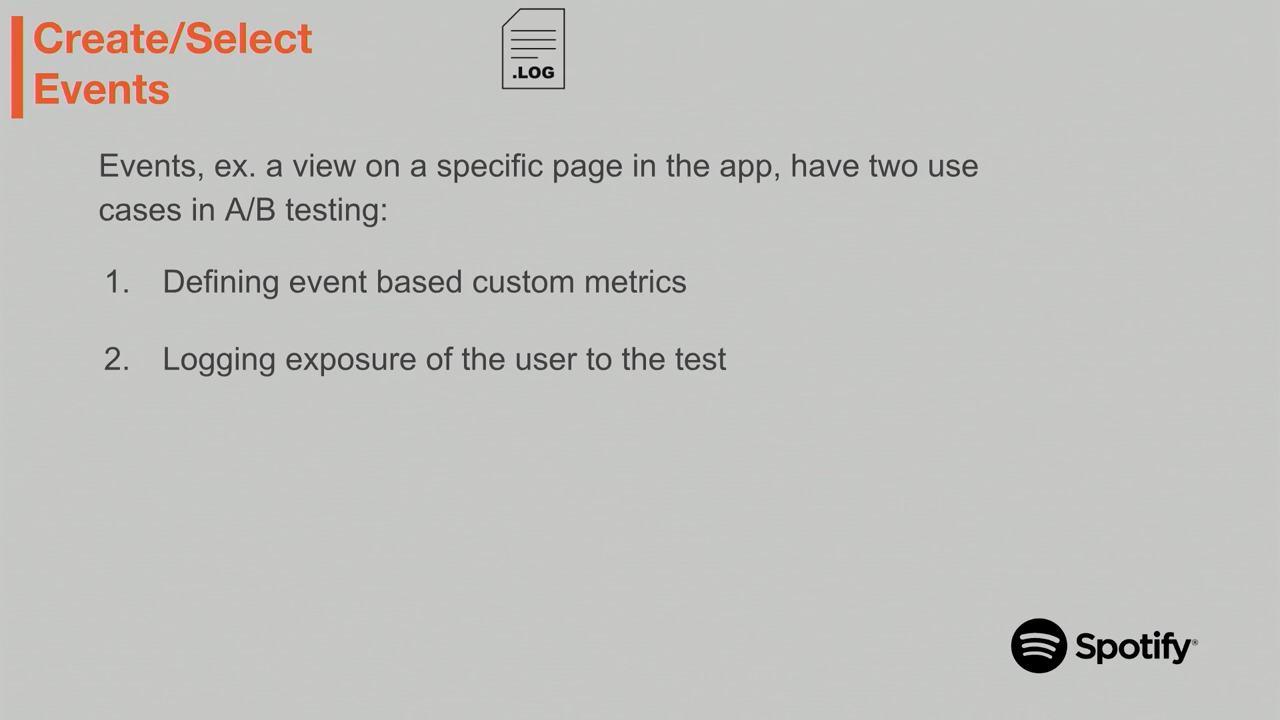 Create/Select
Events
.LOG
Events, ex. a view on a specific page in the app, have two use
cases in A/B testing:
1. Defining event based custom metrics
2. Logging exposure of the user to the test
Spotify®